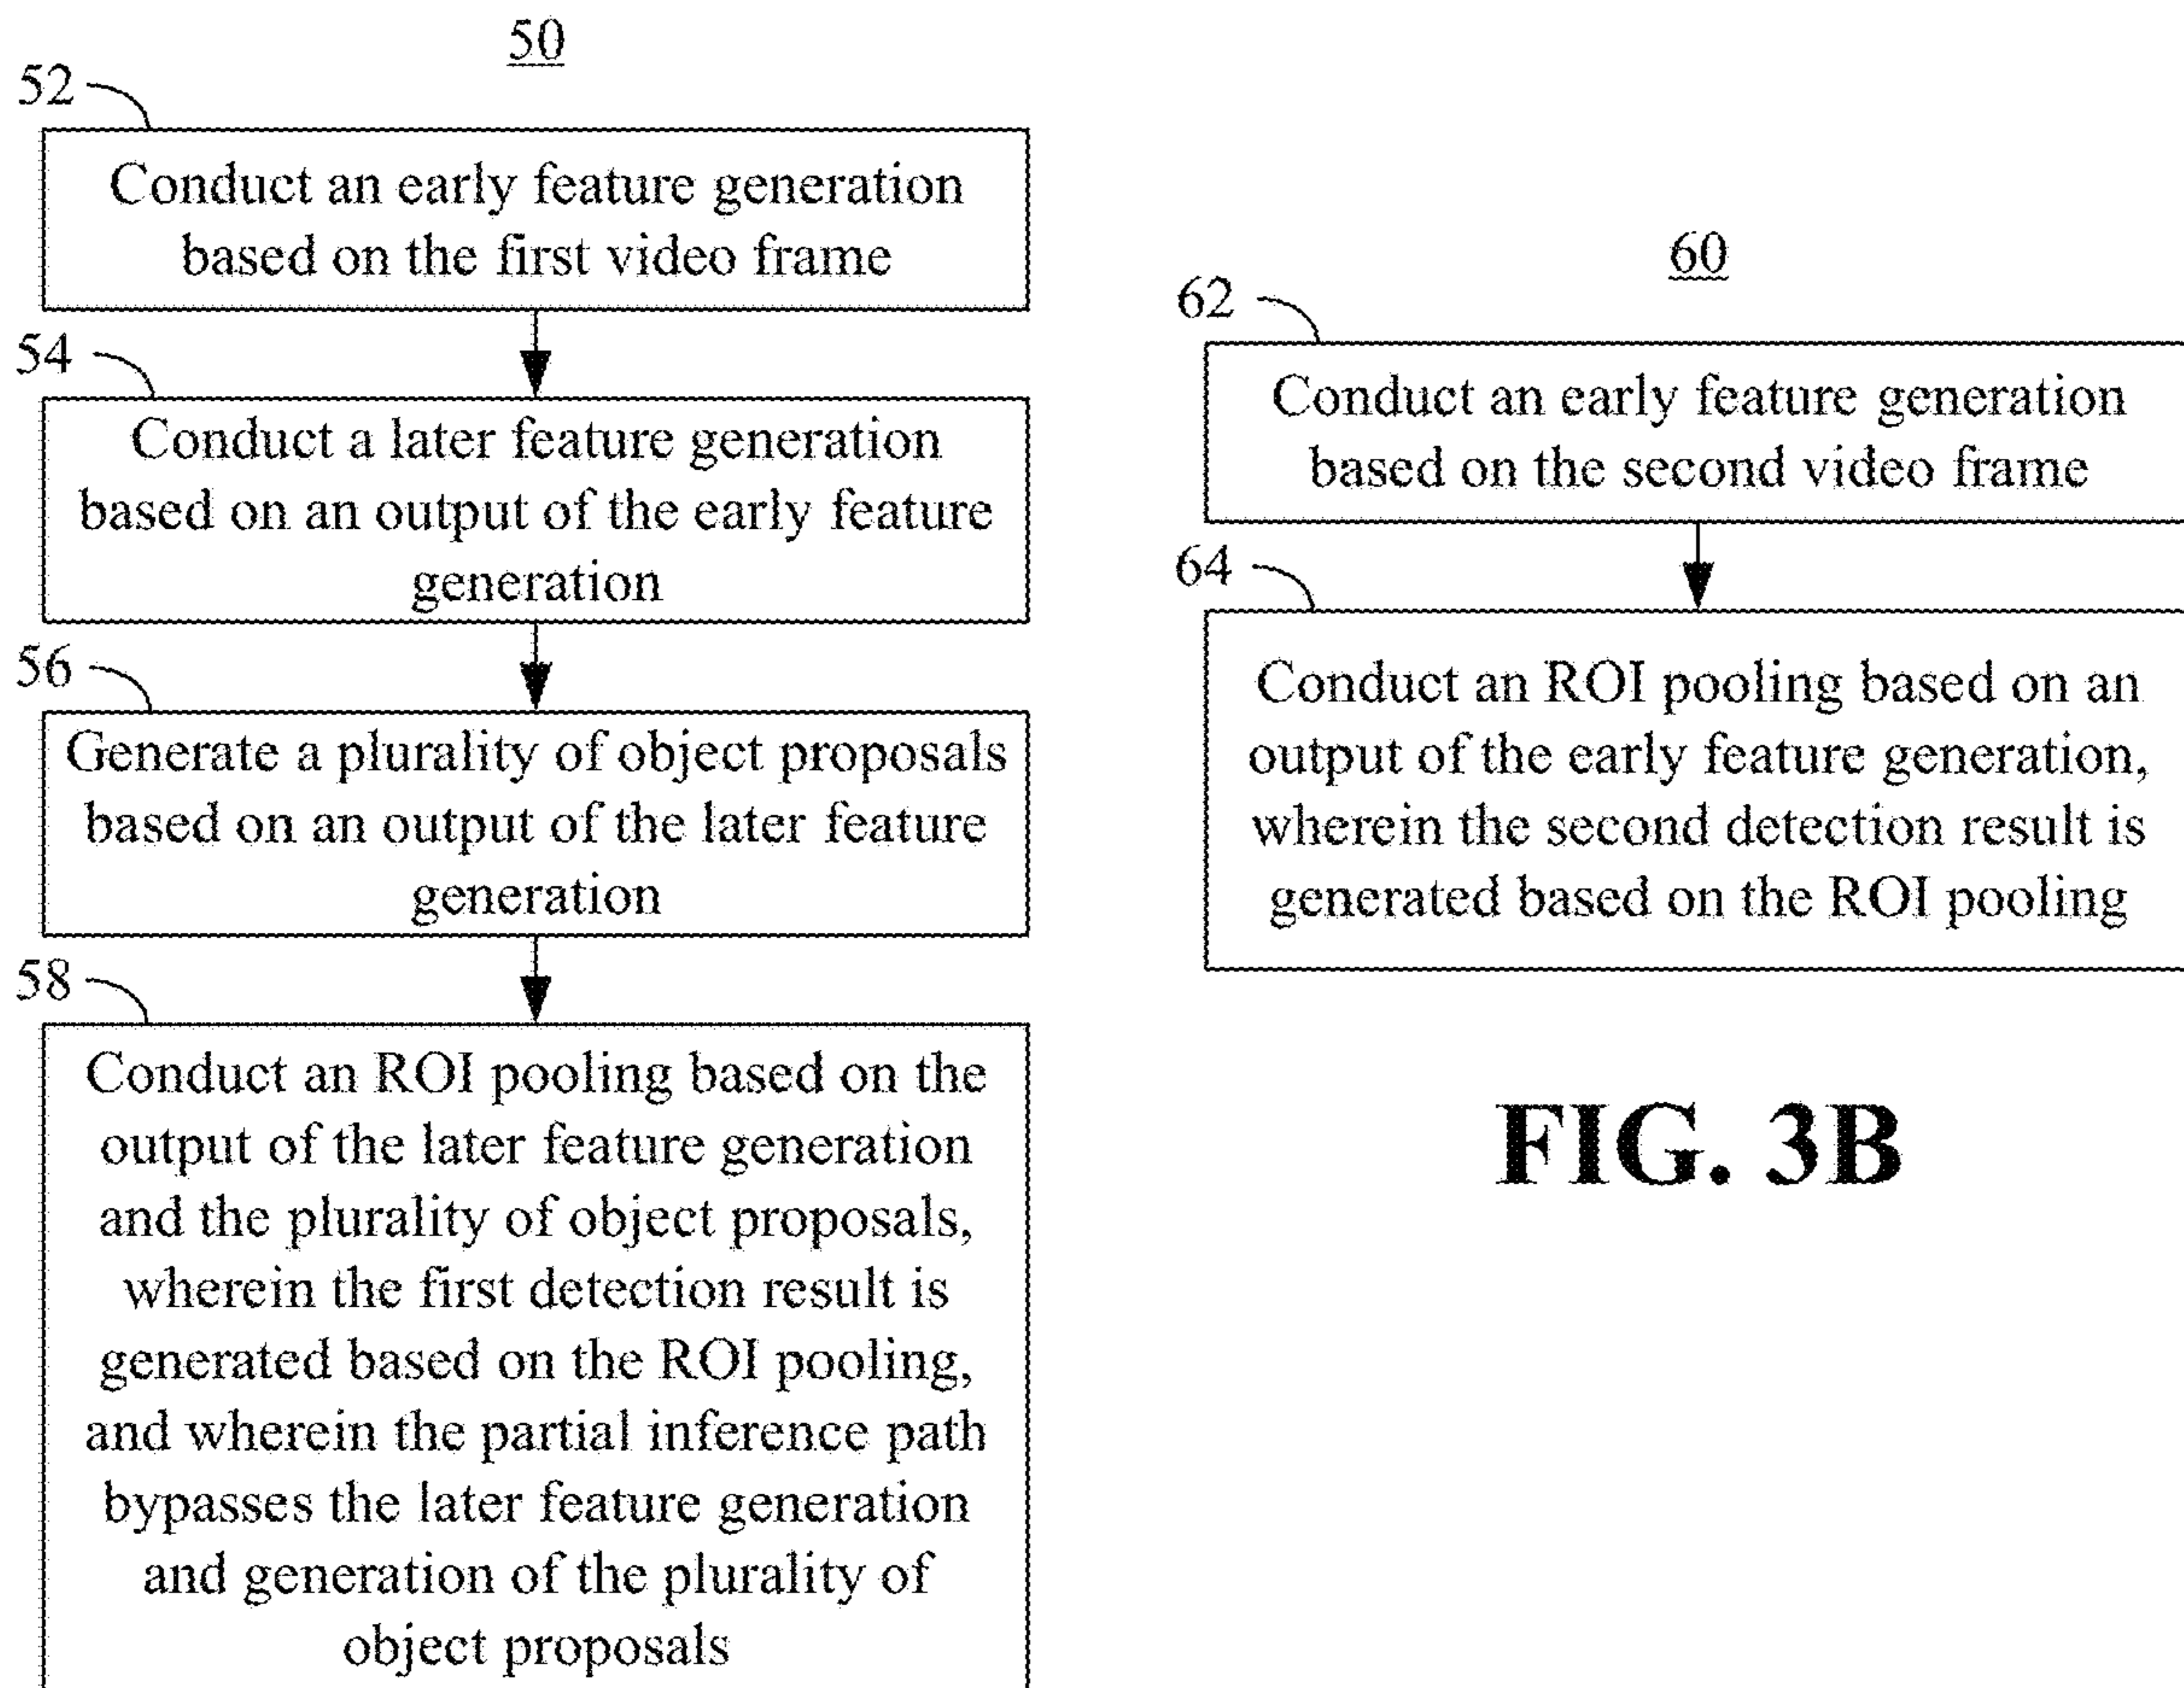 50
52
Conduct an early feature generation
based on the first video frame
54
Conduct a later feature generation
based on an output of the early feature
generation
56
Generate a plurality of object proposals
based on an output of the later feature
generation
58
Conduct an ROI pooling based on the
output of the later feature generation
and the plurality of object proposals,
wherein the first detection result is
generated based on the ROI pooling,
and wherein the partial inference path
bypasses the later feature generation
and generation of the plurality of
object proposals
60
62
Conduct an early feature generation
based on the second video frame
64
Conduct an ROI pooling based on an
output of the early feature generation,
wherein the second detection result is
generated based on the ROI pooling
FIG. 3B